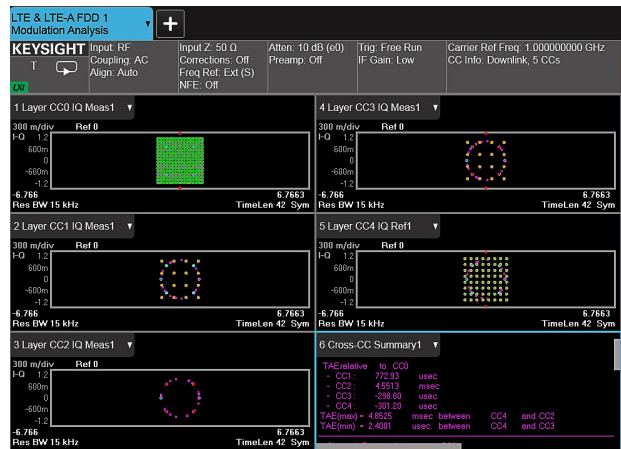 LTE & LTE-A FDD 1
Modulation Analysis
KEYSIGHT
T
LXI
Input: RF
Coupling: AC
Align: Auto
Input Z: 50 Ω
Corrections: Off
Freq Ref: Ext (S)
NFE: Off
Atten: 10 dB (e0)
Preamp: Off
Trig: Free Run
IF Gain: Low
Carrier Ref Freq: 1.000000000 GHz
CC Info: Downlink, 5 CCs
1 Layer CC0 IQ Meas1
300 m/div Ref 0
I-Q 1.2
600m
0
-600m
-1.2
-6.766 6.7663
Res BW 15 kHz TimeLen 42 Sym
2 Layer CC1 IQ Meas1
300 m/div Ref 0
I-Q 1.2
600m
0
-600m
-1.2
-6.766 6.7663
Res BW 15 kHz TimeLen 42 Sym
3 Layer CC2 IQ Meas1
300 m/div Ref 0
I-Q 1.2
600m
0
-600m
-1.2
-6.766 6.7663
Res BW 15 kHz TimeLen 42 Sym
4 Layer CC3 IQ Meas1
300 m/div Ref 0
I-Q 1.2
600m
0
-600m
-1.2
-6.766 6.7663
Res BW 15 kHz TimeLen 42 Sym
5 Layer CC4 IQ Ref1
300 m/div Ref 0
I-Q 1.2
600m
0
-600m
-1.2
-6.766 6.7663
Res BW 15 kHz TimeLen 42 Sym
6 Cross-CC Summary1
TAErelative to CC0
- CC1: 772.93 usec
- CC2: 4.5513 msec
- CC3: -298.80 usec
- CC4: -301.20 usec
TAE(max) = 4.8525 msec between CC4 and CC2
TAE(min) = 2.4001 usec between CC4 and CC3